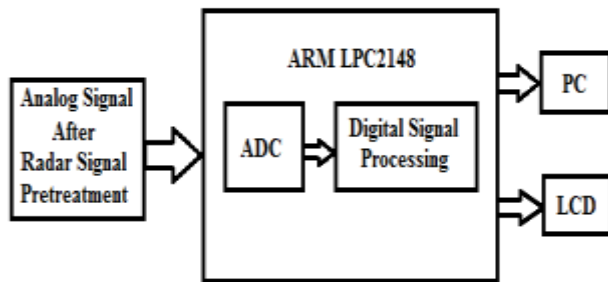 Analog Signal
After
Radar Signal
Pretreatment
ARM LPC2148
ADC
Digital Signal
Processing
PC
LCD